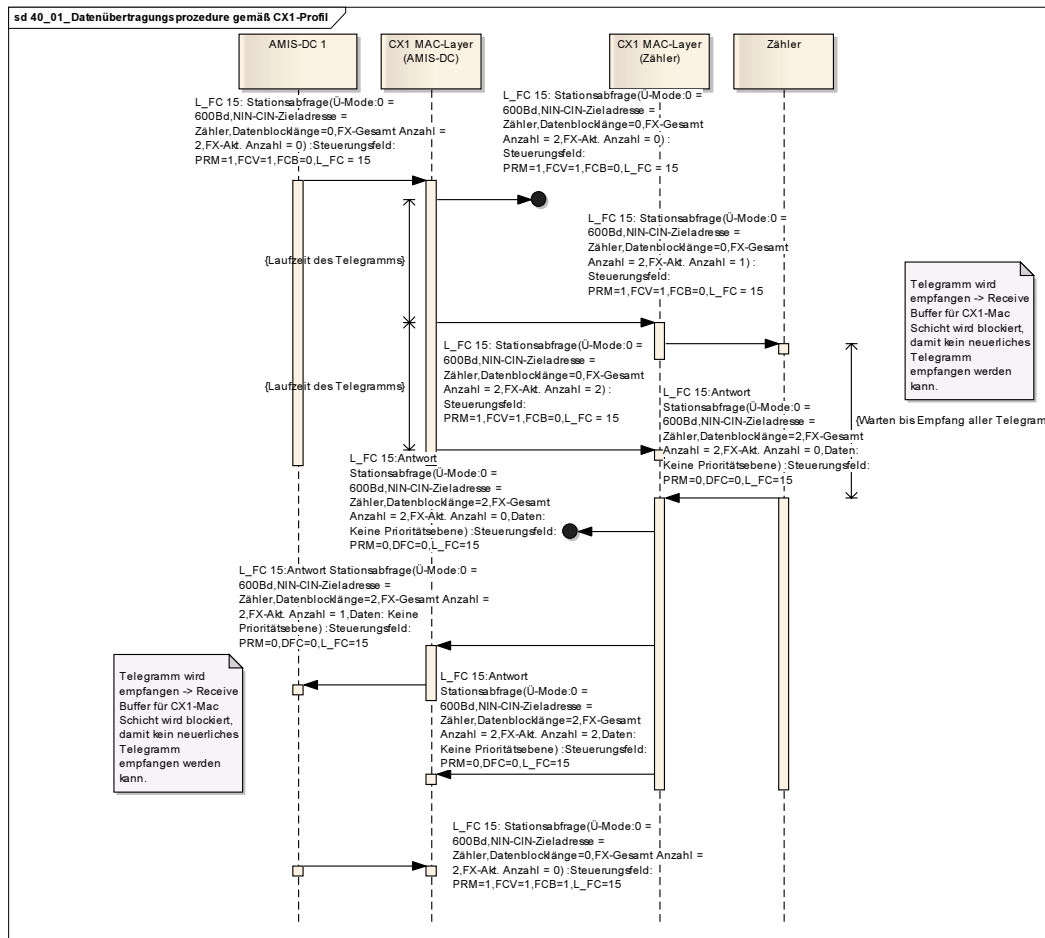 sd 40_01_Datenübertragungsprozedure gemäß CX1-Profil
AMIS-DC 1
CX1 MAC-Layer
(AMIS-DC)
CX1 MAC-Layer
(Zähler)
Zähler
L_FC 15: Stationsabfrage(Ü-Mode:0 =
600Bd,NIN-CIN-Zieladresse =
Zähler,Datenblocklänge=0,FX-Gesamt Anzahl =
2,FX-Akt. Anzahl = 0) :Steuerungsfeld:
PRM=1,FCV=1,FCB=0,L_FC = 15
L_FC 15: Stationsabfrage(Ü-Mode:0 =
600Bd,NIN-CIN-Zieladresse =
Zähler,Datenblocklänge=0,FX-Gesamt
Anzahl = 2,FX-Akt. Anzahl = 0) :
Steuerungsfeld:
PRM=1,FCV=1,FCB=0,L_FC = 15
L_FC 15: Stationsabfrage(Ü-Mode:0 =
600Bd,NIN-CIN-Zieladresse =
Zähler,Datenblocklänge=0,FX-Gesamt
Anzahl = 2,FX-Akt. Anzahl = 1) :
Steuerungsfeld:
PRM=1,FCV=1,FCB=0,L_FC = 15
{Laufzeit des Telegramms}
Telegramm wird
empfangen -> Receive
Buffer für CX1-Mac
Schicht wird blockiert,
damit kein neuerliches
Telegramm
empfangen werden
kann.
L_FC 15: Stationsabfrage(Ü-Mode:0 =
600Bd,NIN-CIN-Zieladresse =
Zähler,Datenblocklänge=0,FX-Gesamt
Anzahl = 2,FX-Akt. Anzahl = 2) :
Steuerungsfeld:
PRM=1,FCV=1,FCB=0,L_FC = 15
{Laufzeit des Telegramms}
L_FC 15:Antwort
Stationsabfrage(Ü-Mode:0 =
600Bd,NIN-CIN-Zieladresse =
Zähler,Datenblocklänge=2,FX-Gesamt
Anzahl = 2,FX-Akt. Anzahl = 0,Daten:
Keine Prioritätsebene) :Steuerungsfeld:
PRM=0,DFC=0,L_FC=15
{Warten bis Empfang aller Telegram
L_FC 15:Antwort
Stationsabfrage(Ü-Mode:0 =
600Bd,NIN-CIN-Zieladresse =
Zähler,Datenblocklänge=2,FX-Gesamt
Anzahl = 2,FX-Akt. Anzahl = 0,Daten:
Keine Prioritätsebene) :Steuerungsfeld:
PRM=0,DFC=0,L_FC=15
L_FC 15:Antwort Stationsabfrage(Ü-Mode:0 =
600Bd,NIN-CIN-Zieladresse =
Zähler,Datenblocklänge=2,FX-Gesamt Anzahl =
2,FX-Akt. Anzahl = 1,Daten: Keine
Prioritätsebene) :Steuerungsfeld:
PRM=0,DFC=0,L_FC=15
Telegramm wird
empfangen -> Receive
Buffer für CX1-Mac
Schicht wird blockiert,
damit kein neuerliches
Telegramm
empfangen werden
kann.
L_FC 15:Antwort
Stationsabfrage(Ü-Mode:0 =
600Bd,NIN-CIN-Zieladresse =
Zähler,Datenblocklänge=2,FX-Gesamt
Anzahl = 2,FX-Akt. Anzahl = 2,Daten:
Keine Prioritätsebene) :Steuerungsfeld:
PRM=0,DFC=0,L_FC=15
L_FC 15: Stationsabfrage(Ü-Mode:0 =
600Bd,NIN-CIN-Zieladresse =
Zähler,Datenblocklänge=0,FX-Gesamt Anzahl =
2,FX-Akt. Anzahl = 0) :Steuerungsfeld:
PRM=1,FCV=1,FCB=1,L_FC=15